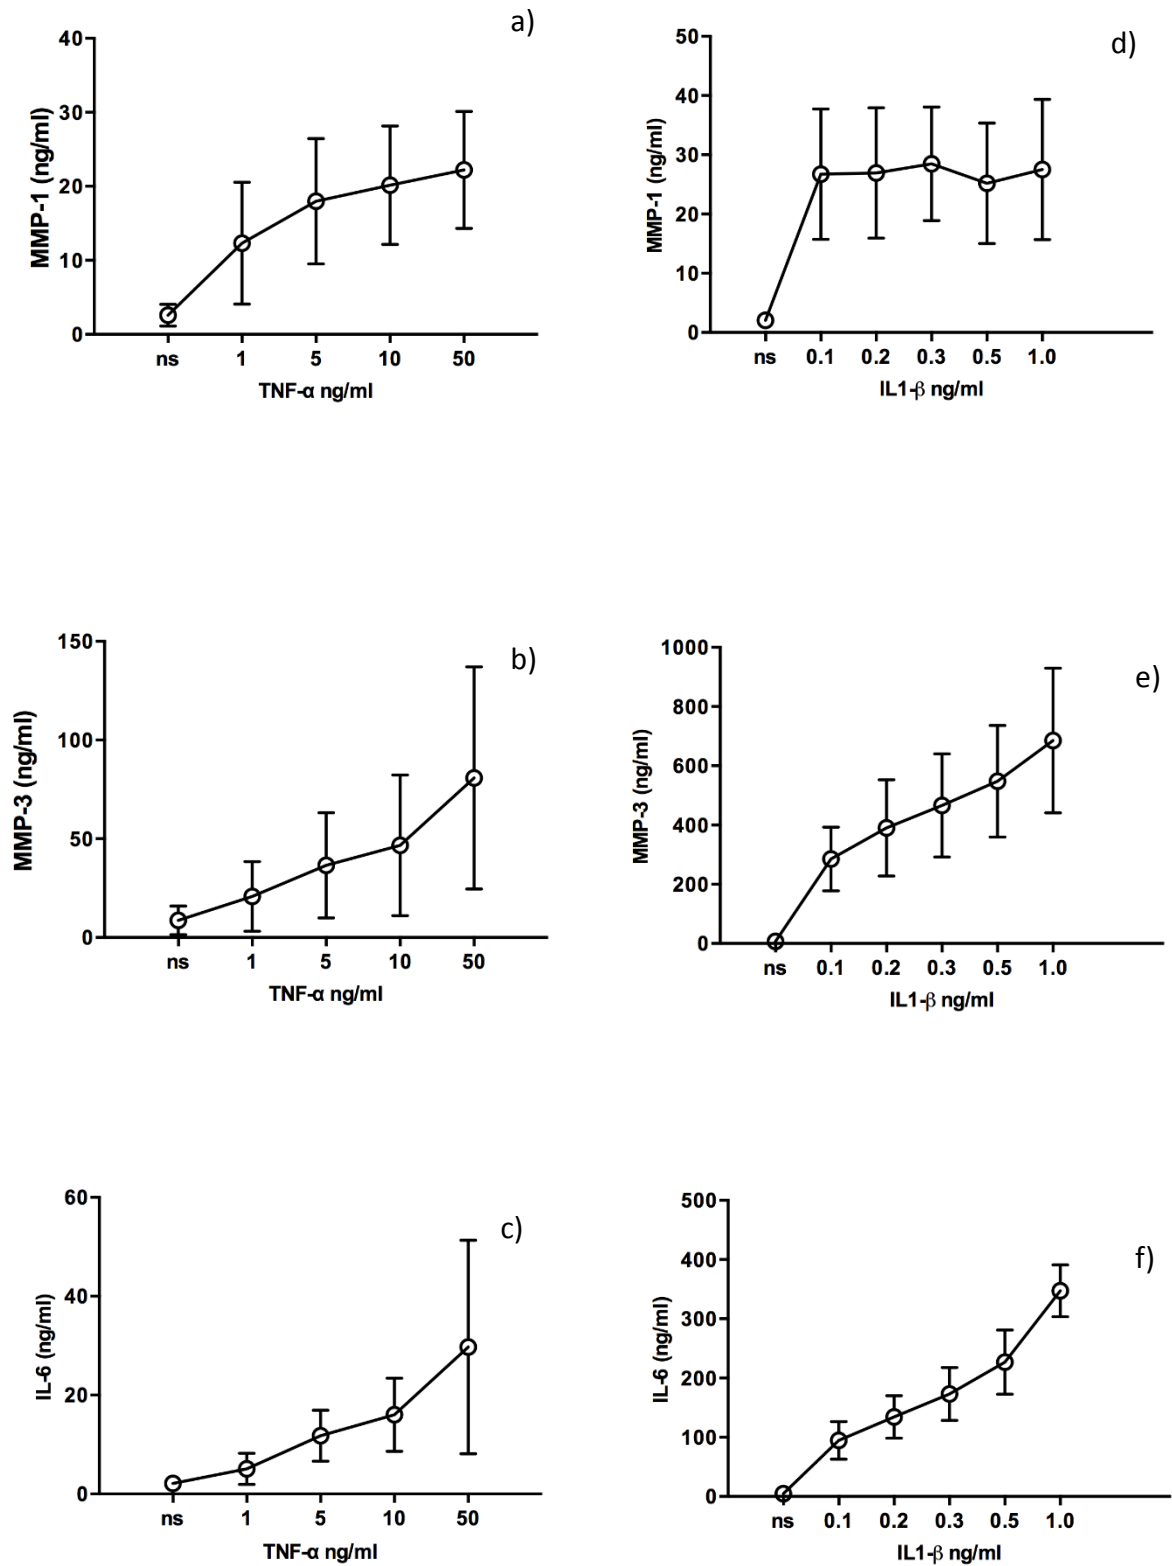 a)
MMP-1 (ng/ml)
40
30
20
10
0
ns 1 5 10 50
TNF-α ng/ml
d)
MMP-1 (ng/ml)
50
40
30
20
10
0
ns 0.1 0.2 0.3 0.5 1.0
IL1-β ng/ml
b)
MMP-3 (ng/ml)
150
100
50
0
ns 1 5 10 50
TNF-α ng/ml
e)
MMP-3 (ng/ml)
1000
800
600
400
200
0
ns 0.1 0.2 0.3 0.5 1.0
IL1-β ng/ml
c)
IL-6 (ng/ml)
60
40
20
0
ns 1 5 10 50
TNF-α ng/ml
f)
IL-6 (ng/ml)
500
400
300
200
100
0
ns 0.1 0.2 0.3 0.5 1.0
IL1-β ng/ml